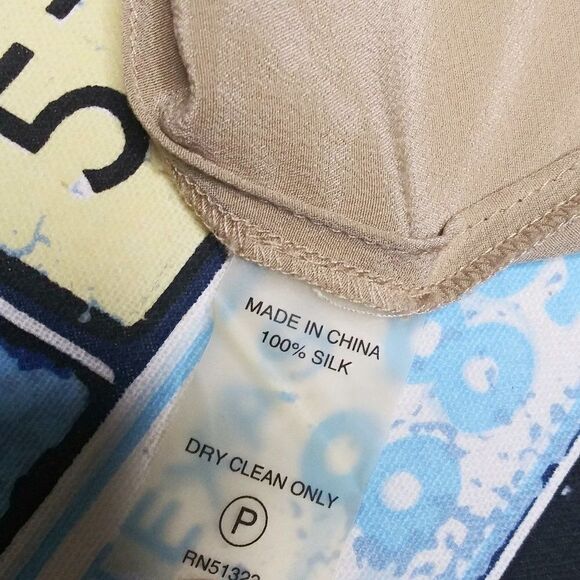 5
MADE IN CHINA
100% SILK
DRY CLEAN ONLY
P